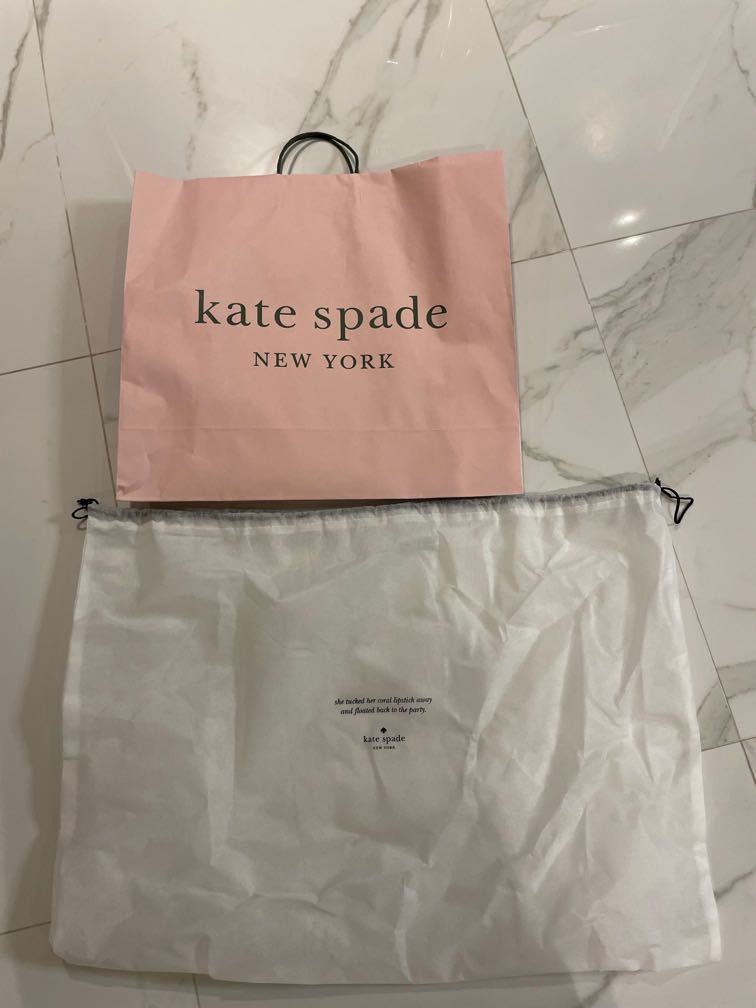 kate spade
NEW YORK
she tucked her coral lipstick away
and floated back to the party.
kate spade
NEW YORK